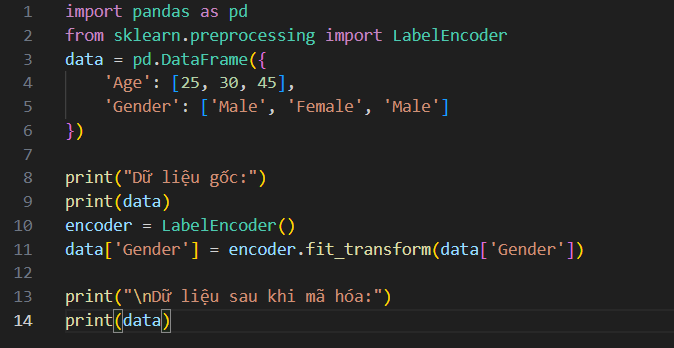 1 import pandas as pd
2 from sklearn.preprocessing import LabelEncoder
3 data = pd.DataFrame({
4     'Age': [25, 30, 45],
5     'Gender': ['Male', 'Female', 'Male']
6 })
7
8 print("Dữ liệu gốc:")
9 print(data)
10 encoder = LabelEncoder()
11 data['Gender'] = encoder.fit_transform(data['Gender'])
12
13 print("\nDữ liệu sau khi mã hóa:")
14 print(data)